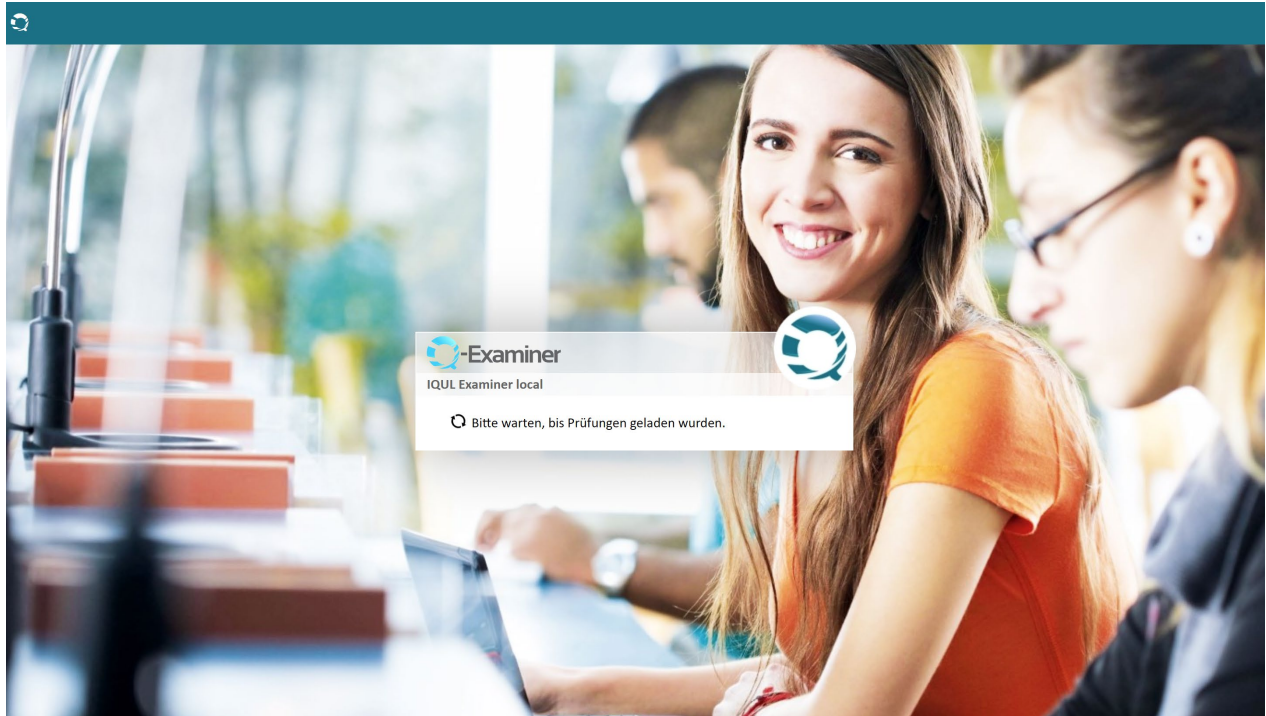 -Examiner
IQUL Examiner local
Bitte warten, bis Prüfungen geladen wurden.